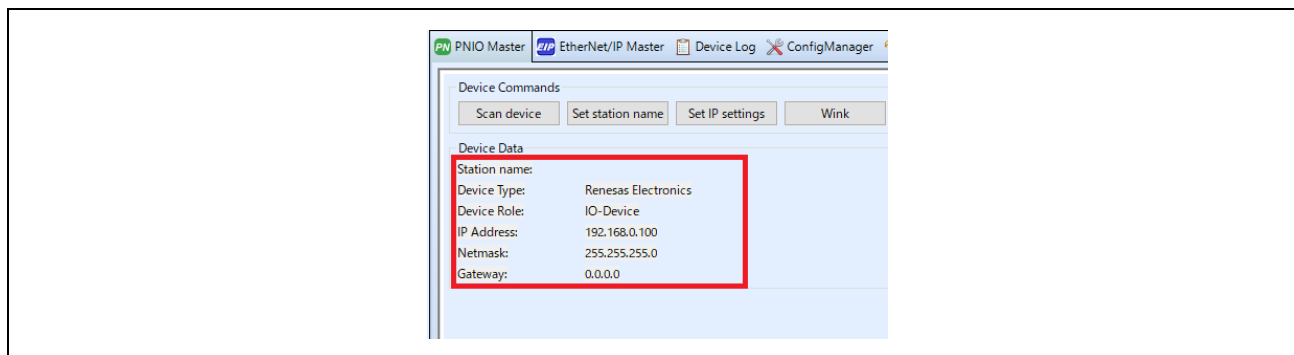 PN PNIO Master EIP EtherNet/IP Master Device Log ConfigManager
Device Commands
Scan device Set station name Set IP settings Wink
Device Data
Station name:
Device Type: Renesas Electronics
Device Role: IO-Device
IP Address: 192.168.0.100
Netmask: 255.255.255.0
Gateway: 0.0.0.0